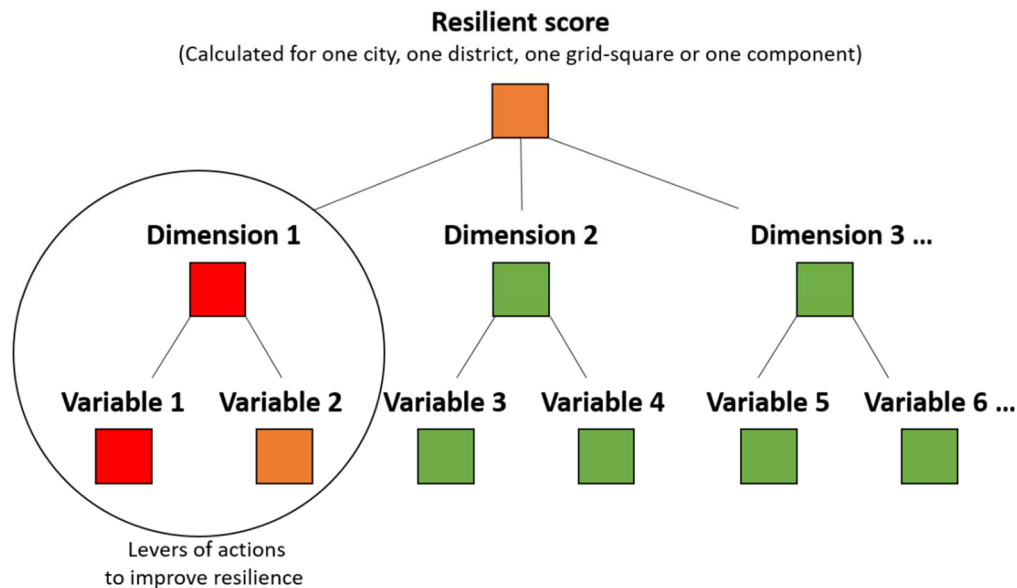 Resilient score
(Calculated for one city, one district, one grid-square or one component)
Dimension 1
Dimension 2
Dimension 3 ...
Variable 1
Variable 2
Variable 3
Variable 4
Variable 5
Variable 6 ...
Levers of actions
to improve resilience